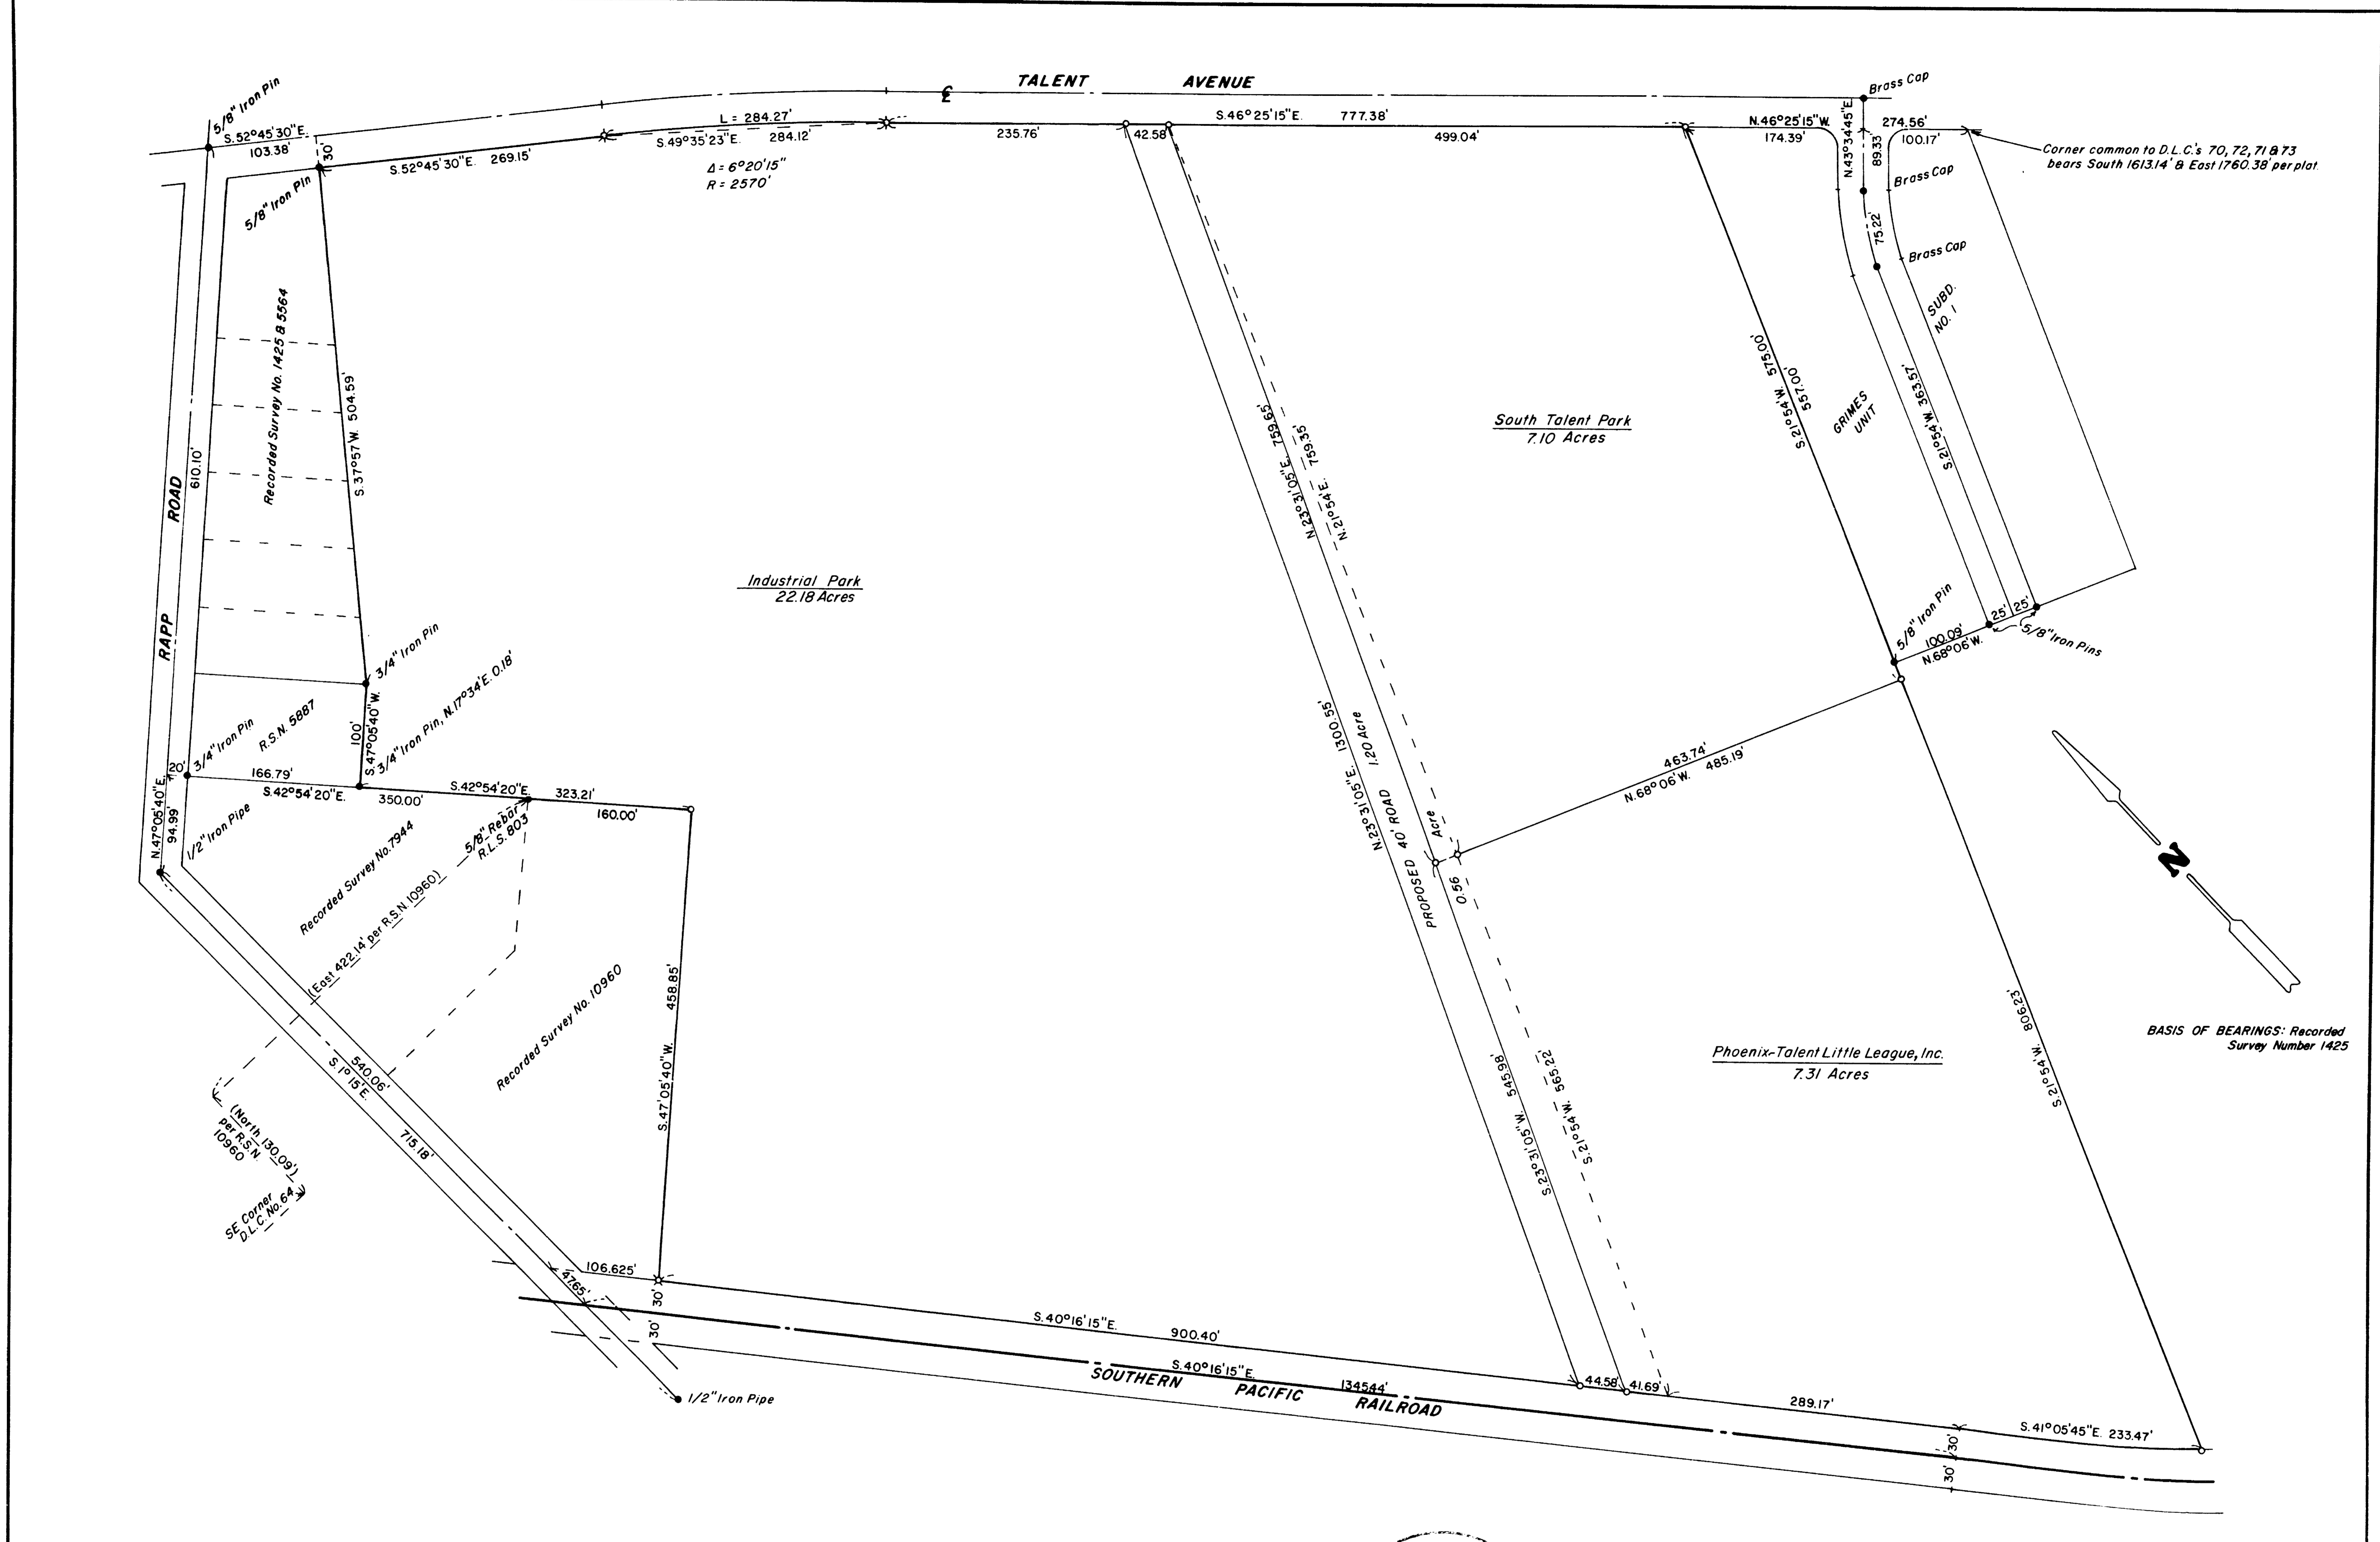 TALENT AVENUE
℄
5/8" Iron Pin
S.52°45'30"E.
103.38'
30'
5/8" Iron Pin
S.52°45'30"E. 269.15'
L = 284.27'
S.49°35'23"E. 284.12'
Δ = 6°20'15"
R = 2570'
235.76'
42.58'
S.46°25'15"E. 777.38'
499.04'
N.46°25'15"W.
174.39'
N.43°34'45"E.
89.33'
75.22'
274.56'
100.17'
Brass Cap
Brass Cap
Brass Cap
Corner common to D.L.C.'s 70, 72, 71 & 73
bears South 1613.14' & East 1760.38' per plat.
SUBD.
NO. 1
GRIMES
UNIT
S.21°54'W. 363.57'
S.21°54'W. 575.00'
557.00'
5/8" Iron Pin
100.09'
N.68°06'W.
25' 25'
5/8" Iron Pins
RAPP ROAD
610.10'
Recorded Survey No. 1425 & 5564
S.37°57'W. 504.59'
3/4" Iron Pin
100'
S.47°05'40"W.
3/4" Iron Pin, N.17°34'E. 0.18'
R.S.N. 5887
3/4" Iron Pin
20'
166.79'
S.42°54'20"E.
350.00'
S.42°54'20"E. 323.21'
160.00'
N.47°05'40"E.
94.99'
1/2" Iron Pipe
Recorded Survey No. 7944
5/8" Rebar
R.L.S. 803
(East 422.14' per R.S.N 10960)
Recorded Survey No. 10960
S.47°05'40"W. 458.85'
540.06'
S.1°15'E.
715.18'
(North 130.09')
per R.S.N.
10960
SE Corner
D.L.C. No. 64
Industrial Park
22.18 Acres
South Talent Park
7.10 Acres
N.23°31'05"E. 759.65'
N.21°54'E. 759.35'
N.23°31'05"E. 1300.55'
PROPOSED 40' ROAD 1.20 Acre
0.56 Acre
463.74'
N.68°06'W. 485.19'
S.23°31'05"W. 545.98'
S.21°54'W. 565.22'
Phoenix-Talent Little League, Inc.
7.31 Acres
S.21°54'W. 806.23'
N
BASIS OF BEARINGS: Recorded
Survey Number 1425
106.625'
47.65'
30'
30'
1/2" Iron Pipe
S.40°16'15"E. 900.40'
S.40°16'15"E. 1345.44'
SOUTHERN PACIFIC RAILROAD
44.58' 41.69'
289.17'
S.41°05'45"E. 233.47'
30'
30'